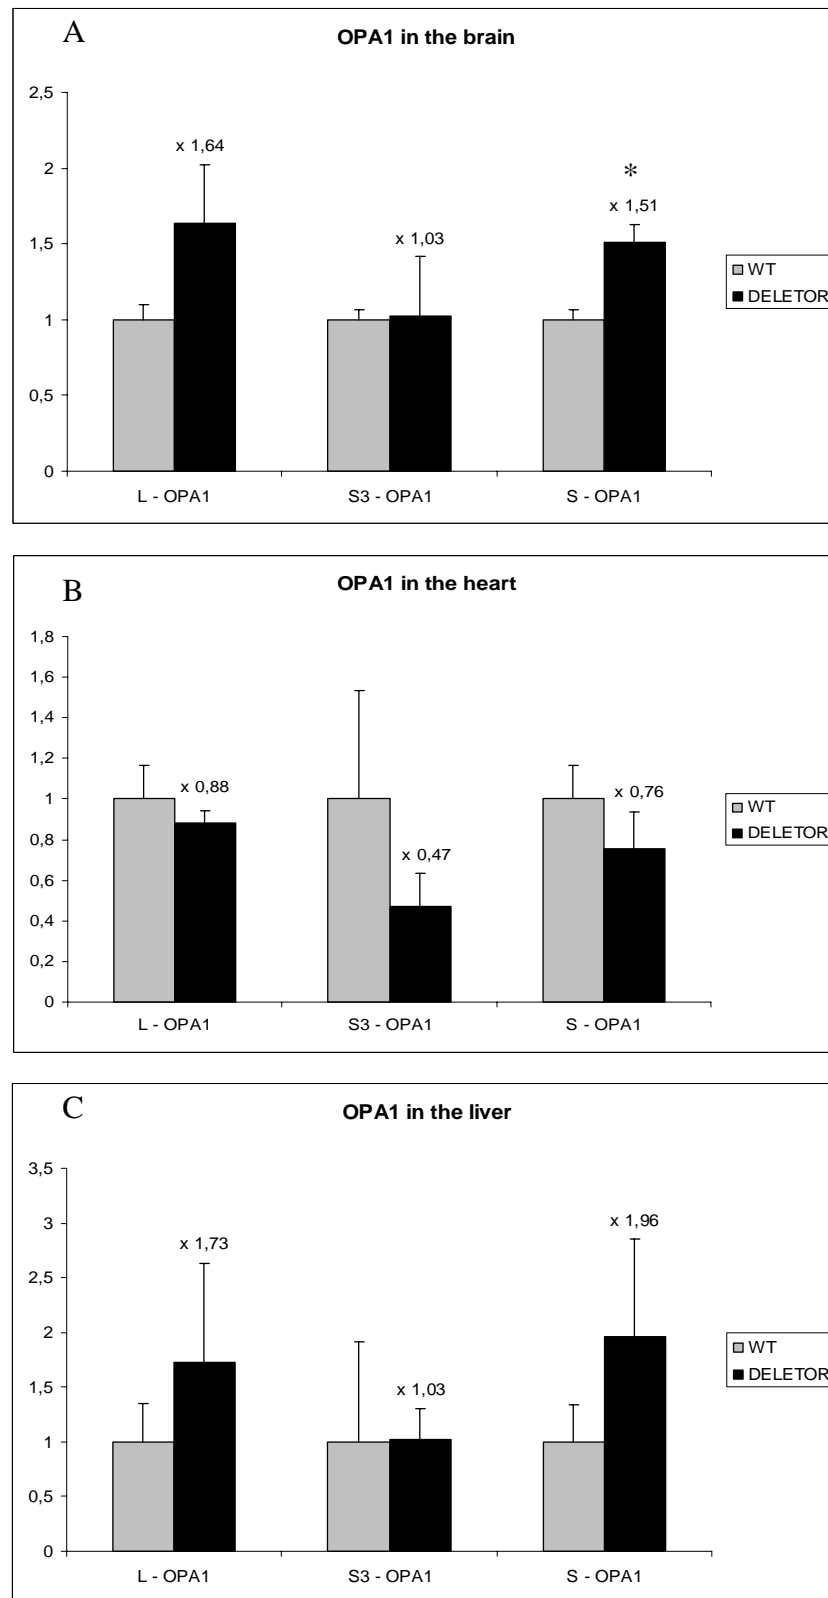 A
OPA1 in the brain
2,5
2
1,5
1
0,5
0
x 1,64
x 1,03
*
x 1,51
L - OPA1
S3 - OPA1
S - OPA1
WT
DELETOR
B
OPA1 in the heart
1,8
1,6
1,4
1,2
1
0,8
0,6
0,4
0,2
0
x 0,88
x 0,47
x 0,76
L - OPA1
S3 - OPA1
S - OPA1
WT
DELETOR
C
OPA1 in the liver
3,5
3
2,5
2
1,5
1
0,5
0
x 1,73
x 1,03
x 1,96
L - OPA1
S3 - OPA1
S - OPA1
WT
DELETOR